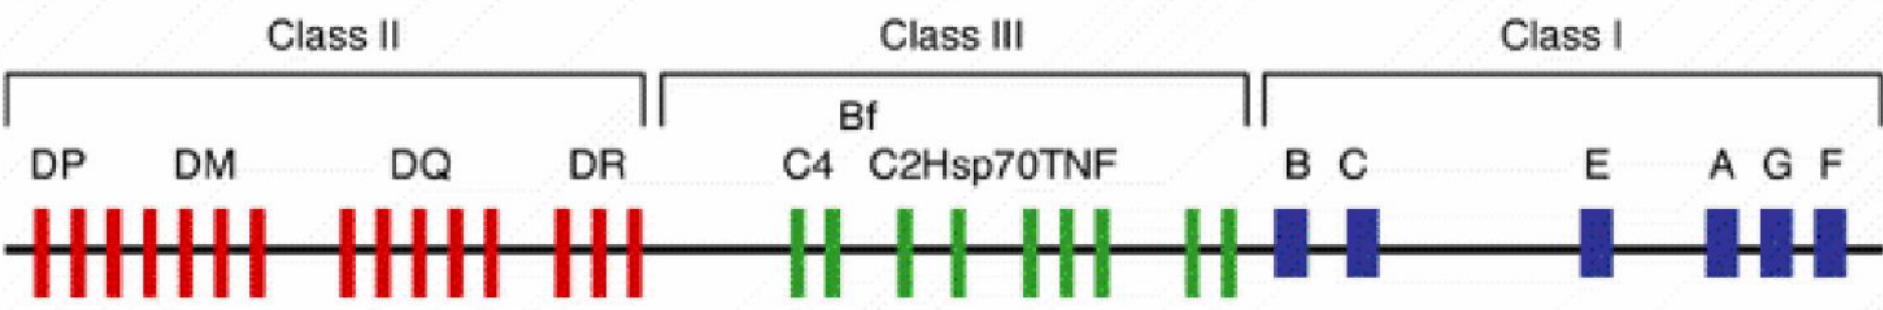 Class II Class III Class I
Bf
DP DM DQ DR C4 C2Hsp70TNF B C E A G F